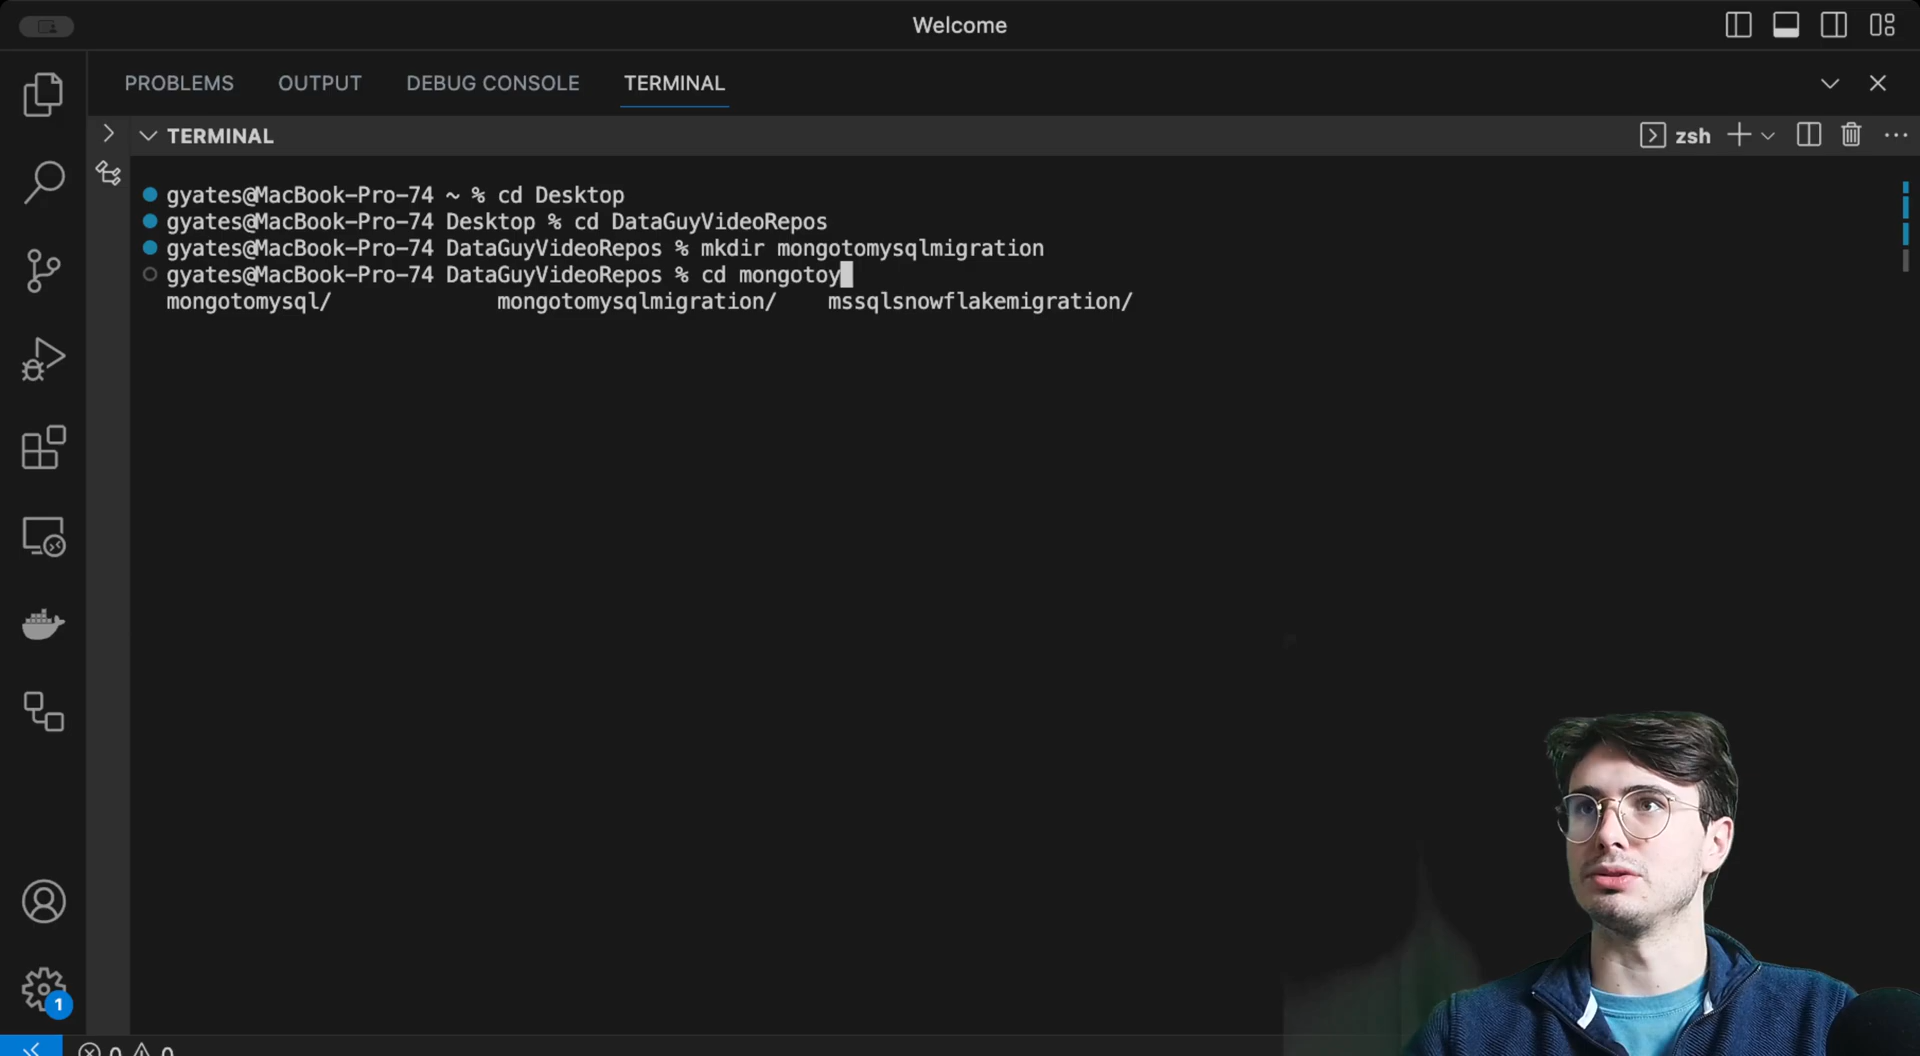 Welcome
PROBLEMS OUTPUT DEBUG CONSOLE TERMINAL
TERMINAL
zsh
gyates@MacBook-Pro-74 ~ % cd Desktop
gyates@MacBook-Pro-74 Desktop % cd DataGuyVideoRepos
gyates@MacBook-Pro-74 DataGuyVideoRepos % mkdir mongotomysqlmigration
gyates@MacBook-Pro-74 DataGuyVideoRepos % cd mongotoy
mongotomysql/ mongotomysqlmigration/ mssqlsnowflakemigration/
1
0 0